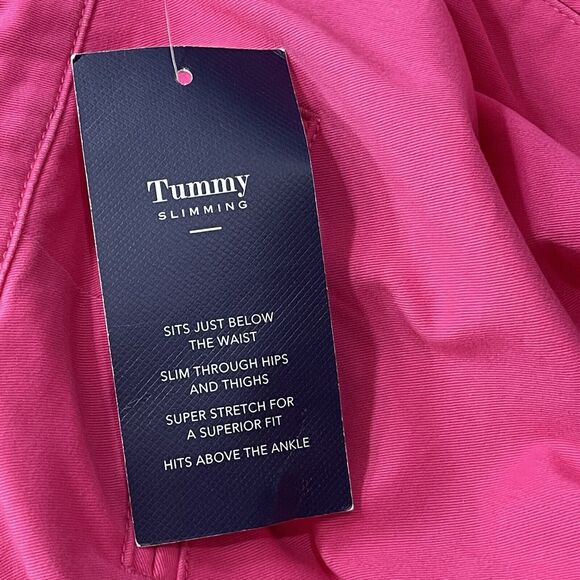 Tummy
SLIMMING
SITS JUST BELOW
THE WAIST
SLIM THROUGH HIPS
AND THIGHS
SUPER STRETCH FOR
A SUPERIOR FIT
HITS ABOVE THE ANKLE